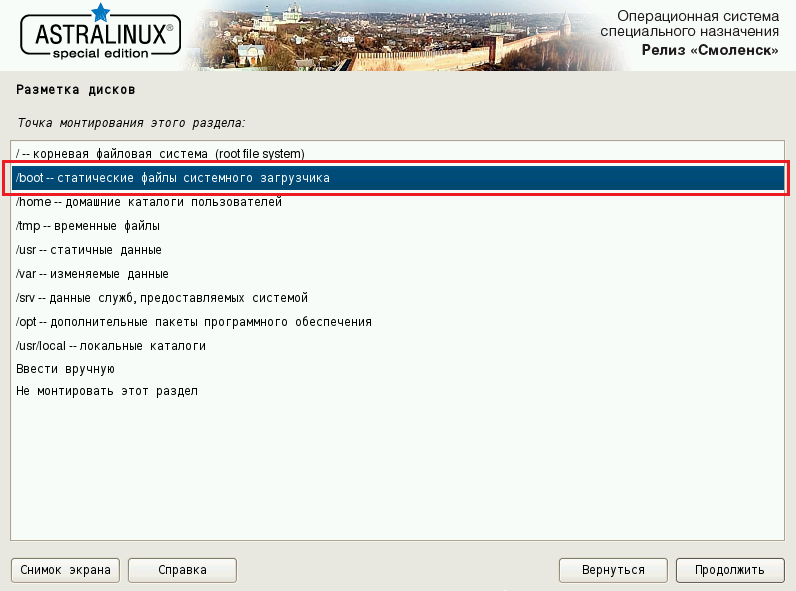 ASTRALINUX®
special edition
Операционная система
специального назначения
Релиз «Смоленск»
Разметка дисков
Точка монтирования этого раздела:
/ -- корневая файловая система (root file system)
/boot -- статические файлы системного загрузчика
/home -- домашние каталоги пользователей
/tmp -- временные файлы
/usr -- статичные данные
/var -- изменяемые данные
/srv -- данные служб, предоставляемых системой
/opt -- дополнительные пакеты программного обеспечения
/usr/local -- локальные каталоги
Ввести вручную
Не монтировать этот раздел
Снимок экрана
Справка
Вернуться
Продолжить